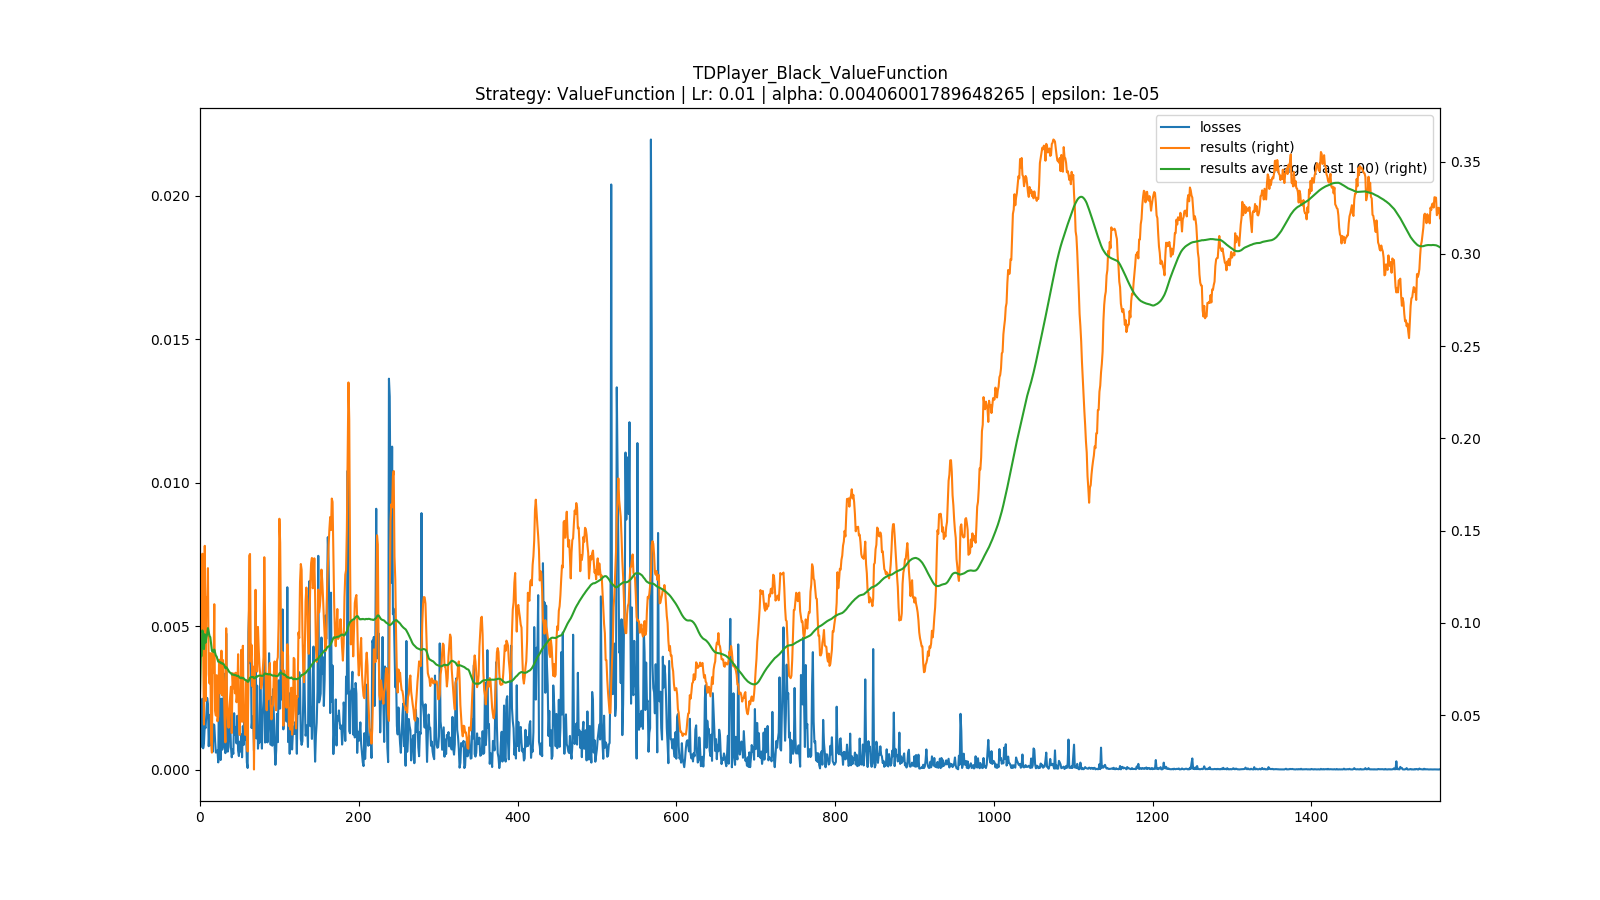 TDPlayer_Black_ValueFunction
Strategy: ValueFunction | Lr: 0.01 | alpha: 0.00406001789648265 | epsilon: 1e-05
losses
results (right)
results average (last 100) (right)
0.020
0.015
0.010
0.005
0.000
0.35
0.30
0.25
0.20
0.15
0.10
0.05
0 200 400 600 800 1000 1200 1400